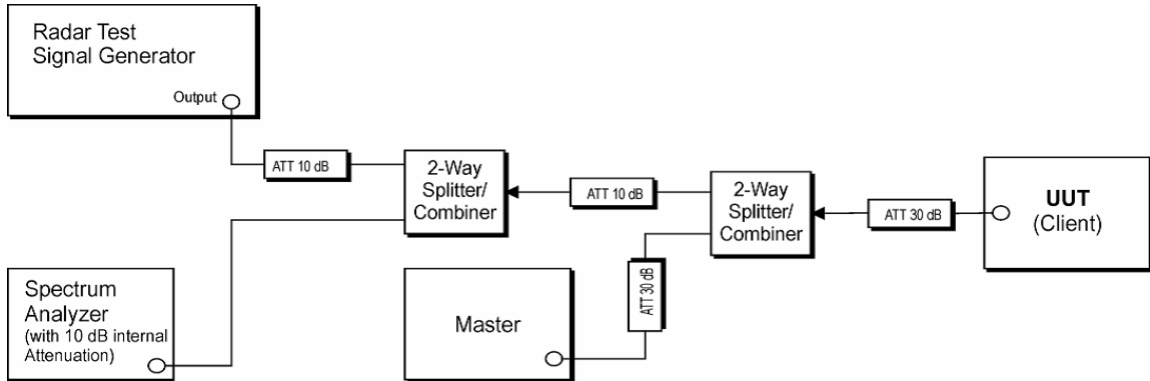 Radar Test
Signal Generator
Output
ATT 10 dB
2-Way
Splitter/
Combiner
ATT 10 dB
2-Way
Splitter/
Combiner
ATT 30 dB
UUT
(Client)
Spectrum
Analyzer
(with 10 dB internal
Attenuation)
Master
ATT 30 dB